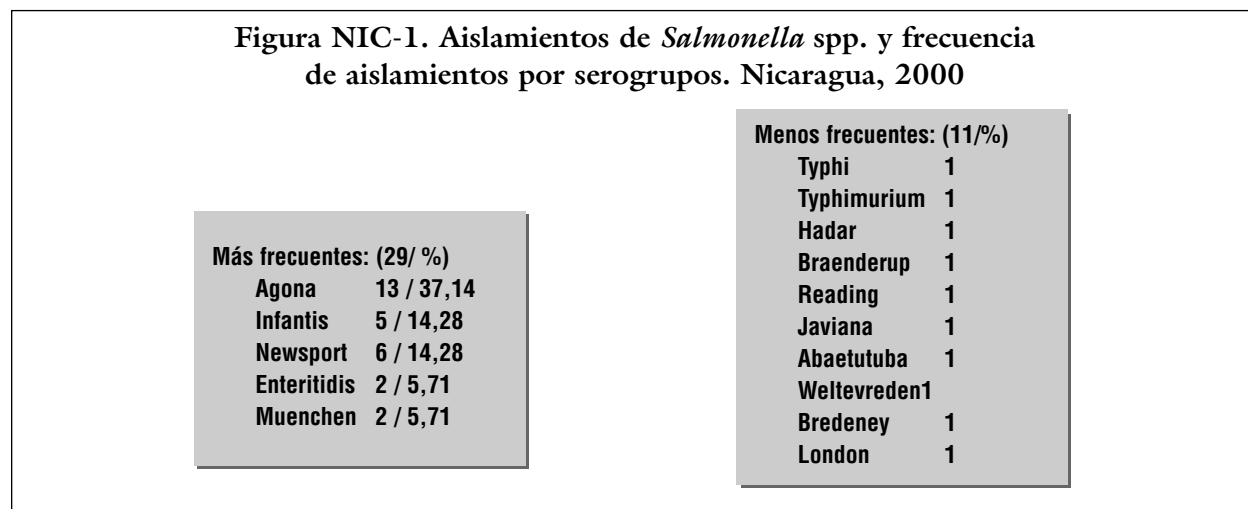 Figura NIC-1. Aislamientos de Salmonella spp. y frecuencia
de aislamientos por serogrupos. Nicaragua, 2000
Más frecuentes: (29/ %)
Agona 13 / 37,14
Infantis 5 / 14,28
Newsport 6 / 14,28
Enteritidis 2 / 5,71
Muenchen 2 / 5,71
Menos frecuentes: (11/%)
Typhi 1
Typhimurium 1
Hadar 1
Braenderup 1
Reading 1
Javiana 1
Abaetutuba 1
Weltevreden1
Bredeney 1
London 1